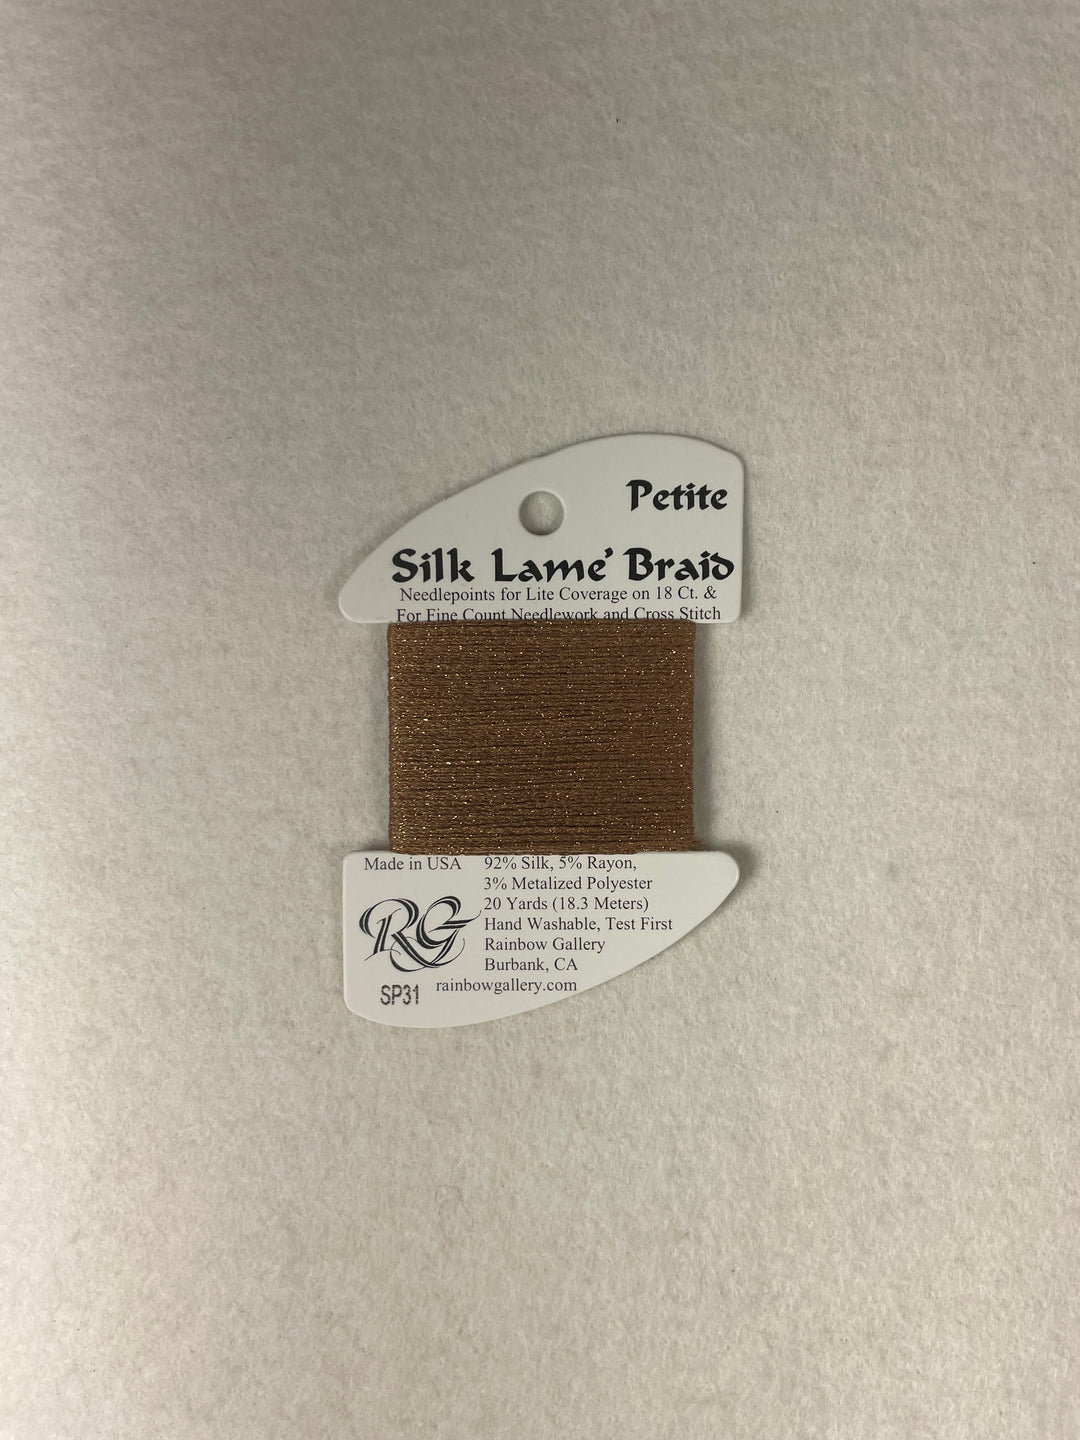 Petite
Silk Lame' Braid
Needlepoints for Lite Coverage on 18 Ct. &
For Fine Count Needlework and Cross Stitch
Made in USA
92% Silk, 5% Rayon,
3% Metalized Polyester
20 Yards (18.3 Meters)
Hand Washable, Test First
Rainbow Gallery
Burbank, CA
rainbowgallery.com
RG
SP31